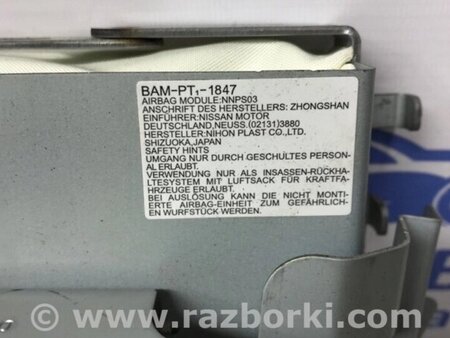 BAM-PT₁-1847
AIRBAG MODULE:NNPS03
ANSCHRIFT DES HERSTELLERS: ZHONGSHAN
EINFÜHRER:NISSAN MOTOR
DEUTSCHLAND,NEUSS.(02131)3880
HERSTELLER:NIHON PLAST CO.,LTD.
SHIZUOKA,JAPAN
SAFETY HINTS
UMGANG NUR DURCH GESCHULTES PERSON-
AL ERLAUBT.
VERWENDUNG NUR ALS INSASSEN-RÜCKHA-
LTESYSTEM MIT LUFTSACK FÜR KRAFTFA-
HRZEUGE ERLAUBT.
BEI AUSLÖSUNG KANN DIE NICHT MONTI-
ERTE AIRBAG-EINHEIT ZUM GEFÄHRLICH-
EN WURFSTÜCK WERDEN.
© www.razborki.com